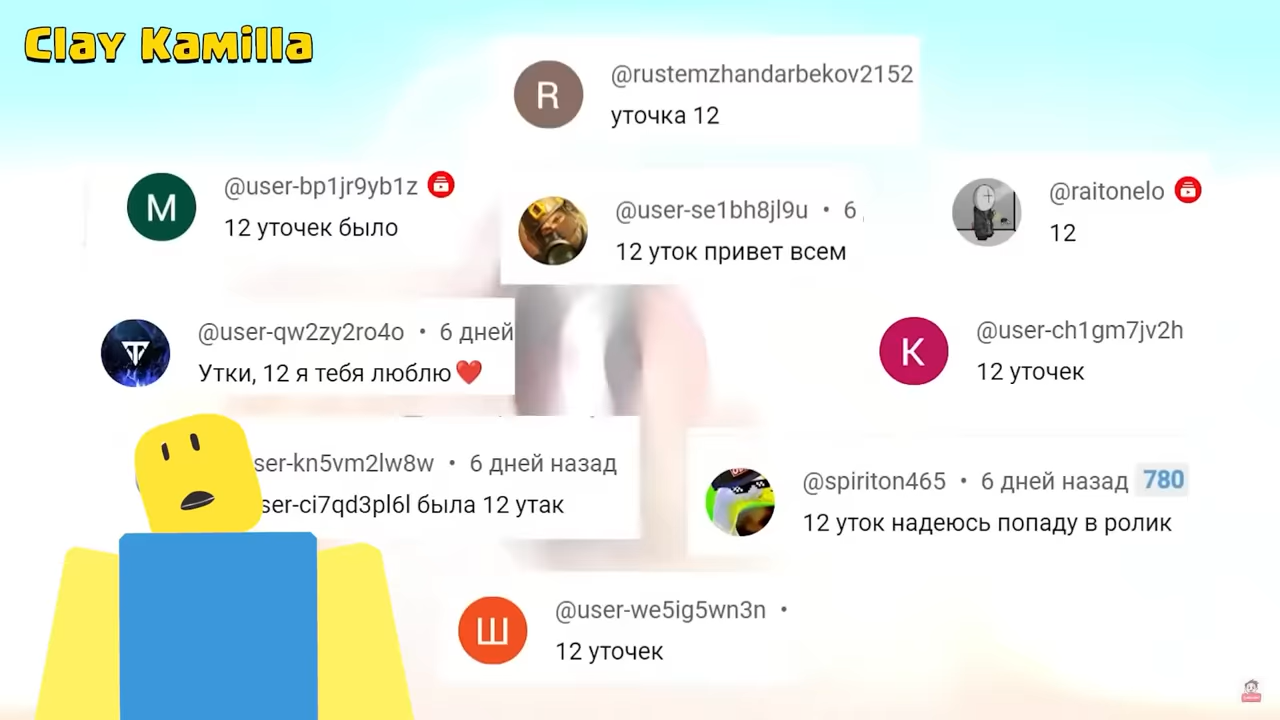 Clay Kamilla
@rustemzhandarbekov2152
уточка 12
@user-bp1jr9yb1z
12 уточек было
@user-se1bh8jl9u • 6
12 уток привет всем
@raitonelo
12
@user-qw2zy2ro4o • 6 дней
Утки, 12 я тебя люблю❤️
@user-ch1gm7jv2h
12 уточек
ser-kn5vm2lw8w • 6 дней назад
ser-ci7qd3pl6l была 12 утак
@spiriton465 • 6 дней назад 780
12 уток надеюсь попаду в ролик
@user-we5ig5wn3n •
12 уточек
R
M
K
Ш